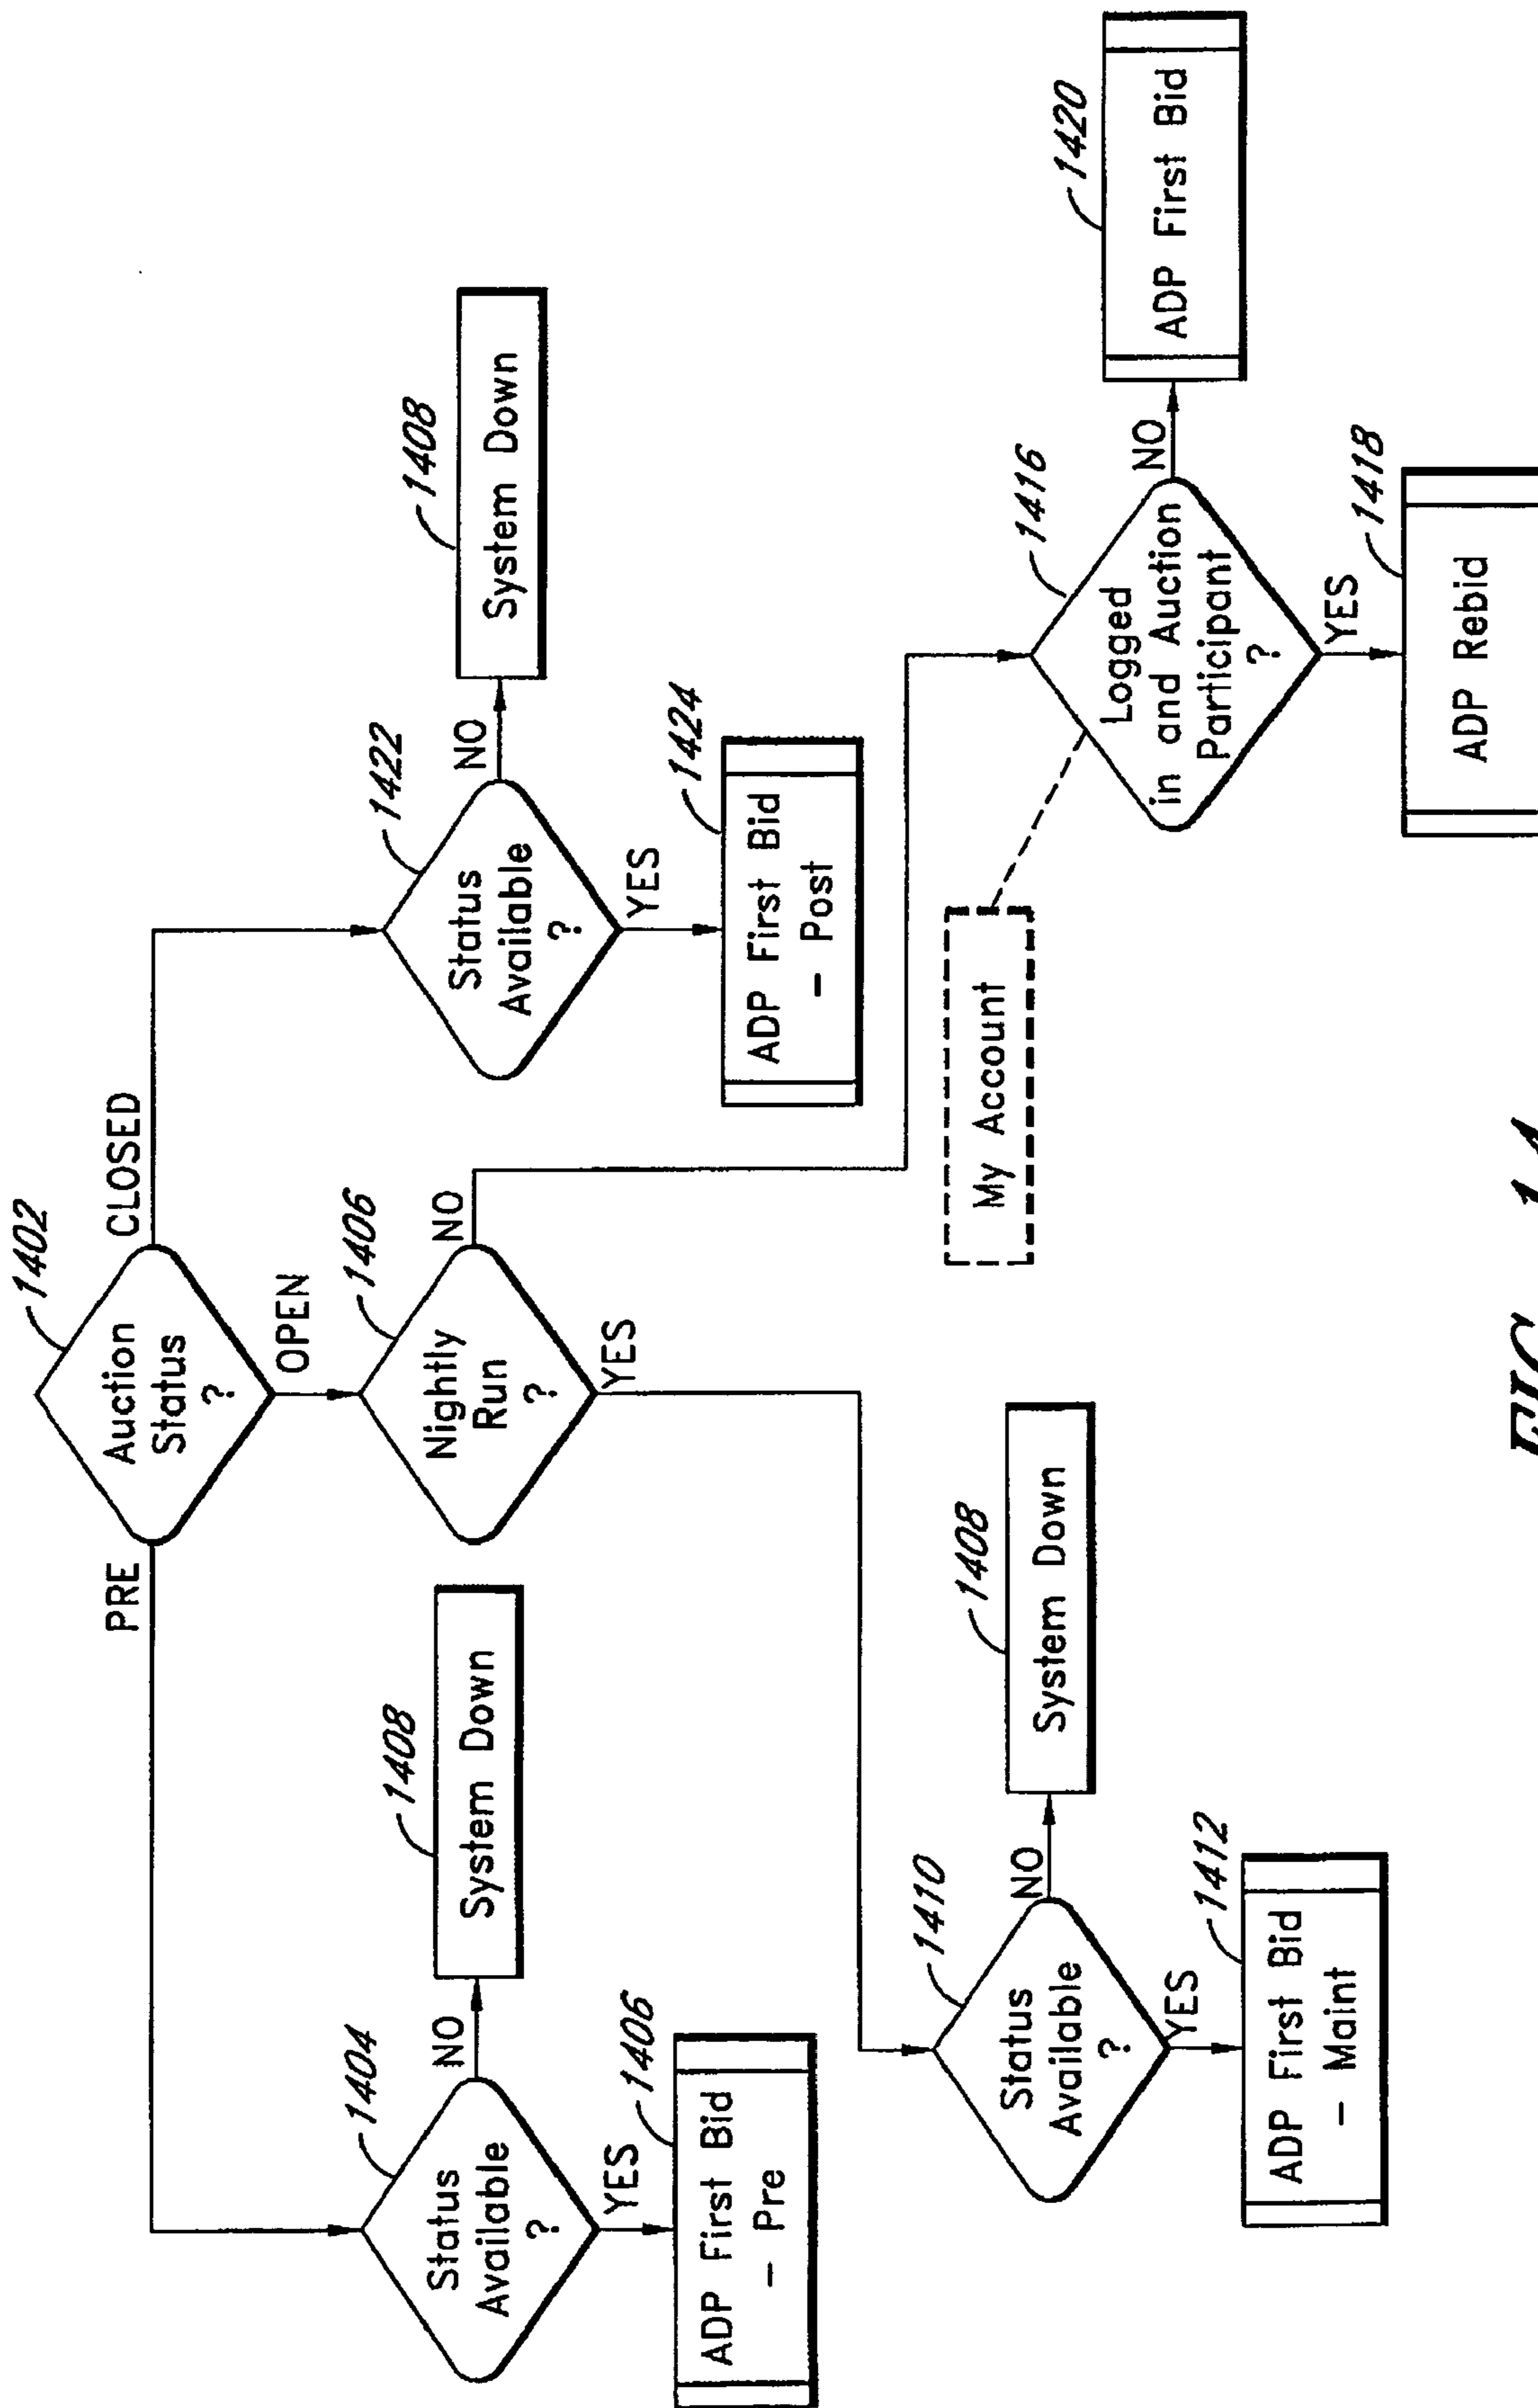 1402
Auction
Status
?
PRE
CLOSED
OPEN
1404
Status
Available
?
NO
1408
System Down
YES
1406
ADP First Bid
– Pre
1406
Nightly
Run
?
NO
YES
1422
Status
Available
?
NO
1408
System Down
YES
1424
ADP First Bid
– Post
1410
Status
Available
?
NO
1408
System Down
YES
1412
ADP First Bid
– Maint
My Account
1416
Logged
in and Auction
Participant
?
NO
1420
ADP First Bid
YES
1418
ADP Rebid
FIG. 14